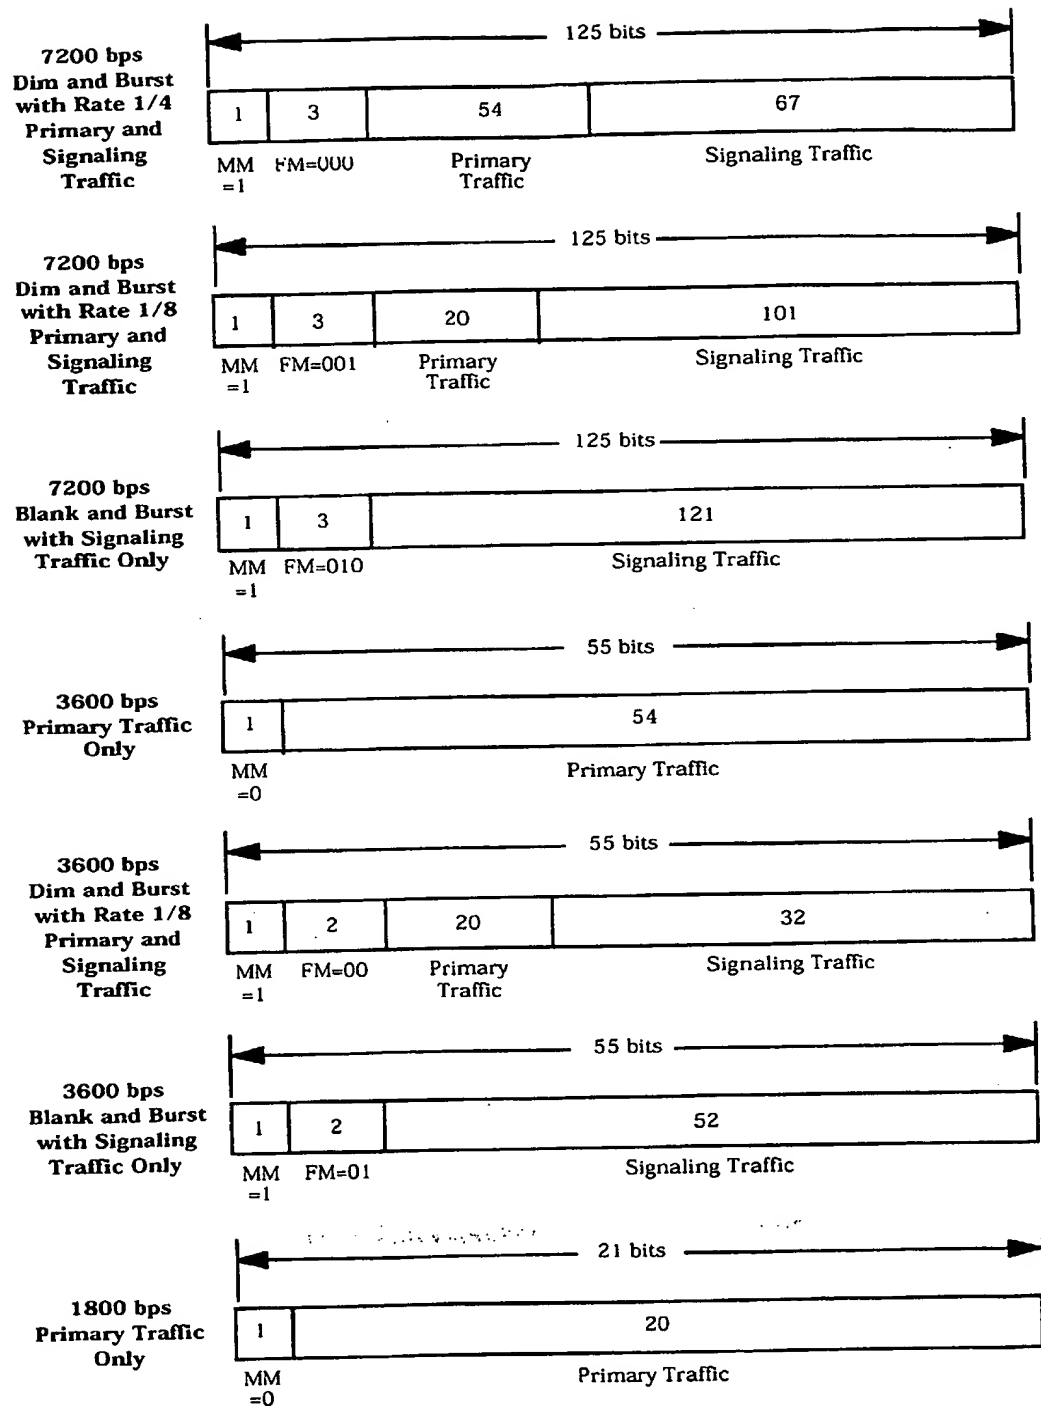 125 bits
7200 bps
Dim and Burst
with Rate 1/4
Primary and
Signaling
Traffic
1 3 54 67
MM
=1
FM=000
Primary
Traffic
Signaling Traffic
125 bits
7200 bps
Dim and Burst
with Rate 1/8
Primary and
Signaling
Traffic
1 3 20 101
MM
=1
FM=001
Primary
Traffic
Signaling Traffic
125 bits
7200 bps
Blank and Burst
with Signaling
Traffic Only
1 3 121
MM
=1
FM=010
Signaling Traffic
55 bits
3600 bps
Primary Traffic
Only
1 54
MM
=0
Primary Traffic
55 bits
3600 bps
Dim and Burst
with Rate 1/8
Primary and
Signaling
Traffic
1 2 20 32
MM
=1
FM=00
Primary
Traffic
Signaling Traffic
55 bits
3600 bps
Blank and Burst
with Signaling
Traffic Only
1 2 52
MM
=1
FM=01
Signaling Traffic
21 bits
1800 bps
Primary Traffic
Only
1 20
MM
=0
Primary Traffic